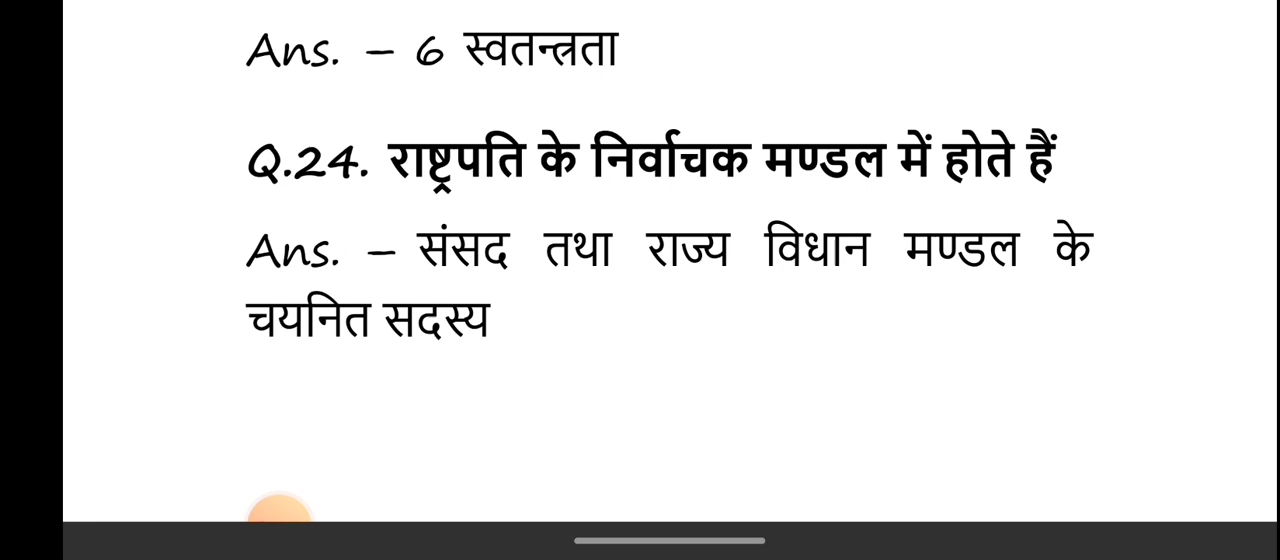 Ans. – 6 स्वतन्त्रता
Q.24. राष्ट्रपति के निर्वाचक मण्डल में होते हैं
Ans. – संसद तथा राज्य विधान मण्डल के
चयनित सदस्य